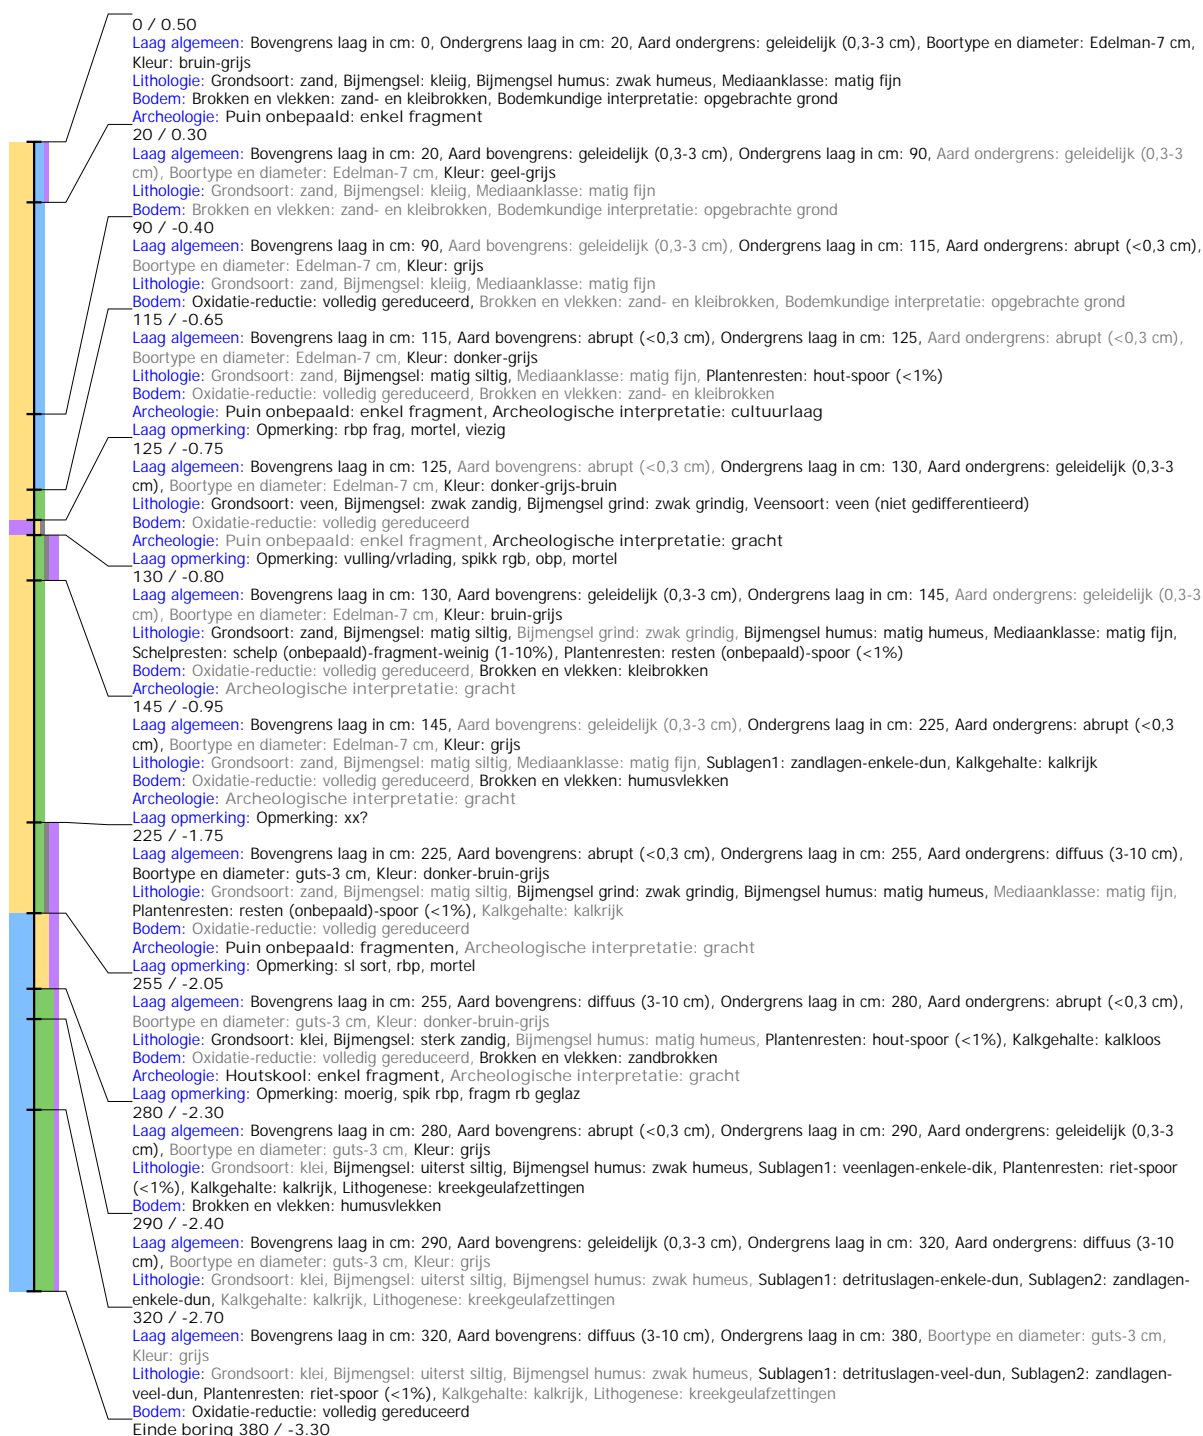 0 / 0.50
Laag algemeen: Bovengrens laag in cm: 0, Ondergrens laag in cm: 20, Aard ondergrens: geleidelijk (0,3-3 cm), Boortype en diameter: Edelman-7 cm,
Kleur: bruin-grijs
Lithologie: Grondsoort: zand, Bijmengsel: kleiig, Bijmengsel humus: zwak humeus, Mediaanklasse: matig fijn
Bodem: Brokken en vlekken: zand- en kleibrokken, Bodemkundige interpretatie: opgebrachte grond
Archeologie: Puin onbepaald: enkel fragment
20 / 0.30
Laag algemeen: Bovengrens laag in cm: 20, Aard bovengrens: geleidelijk (0,3-3 cm), Ondergrens laag in cm: 90, Aard ondergrens: geleidelijk (0,3-3
cm), Boortype en diameter: Edelman-7 cm, Kleur: geel-grijs
Lithologie: Grondsoort: zand, Bijmengsel: kleiig, Mediaanklasse: matig fijn
Bodem: Brokken en vlekken: zand- en kleibrokken, Bodemkundige interpretatie: opgebrachte grond
90 / -0.40
Laag algemeen: Bovengrens laag in cm: 90, Aard bovengrens: geleidelijk (0,3-3 cm), Ondergrens laag in cm: 115, Aard ondergrens: abrupt (<0,3 cm),
Boortype en diameter: Edelman-7 cm, Kleur: grijs
Lithologie: Grondsoort: zand, Bijmengsel: kleiig, Mediaanklasse: matig fijn
Bodem: Oxidatie-reductie: volledig gereduceerd, Brokken en vlekken: zand- en kleibrokken, Bodemkundige interpretatie: opgebrachte grond
115 / -0.65
Laag algemeen: Bovengrens laag in cm: 115, Aard bovengrens: abrupt (<0,3 cm), Ondergrens laag in cm: 125, Aard ondergrens: abrupt (<0,3 cm),
Boortype en diameter: Edelman-7 cm, Kleur: donker-grijs
Lithologie: Grondsoort: zand, Bijmengsel: matig siltig, Mediaanklasse: matig fijn, Plantenresten: hout-spoor (<1%)
Bodem: Oxidatie-reductie: volledig gereduceerd, Brokken en vlekken: zand- en kleibrokken
Archeologie: Puin onbepaald: enkel fragment, Archeologische interpretatie: cultuurlaag
Laag opmerking: Opmerking: rbp frag, mortel, viezig
125 / -0.75
Laag algemeen: Bovengrens laag in cm: 125, Aard bovengrens: abrupt (<0,3 cm), Ondergrens laag in cm: 130, Aard ondergrens: geleidelijk (0,3-3
cm), Boortype en diameter: Edelman-7 cm, Kleur: donker-grijs-bruin
Lithologie: Grondsoort: veen, Bijmengsel: zwak zandig, Bijmengsel grind: zwak grindig, Veensoort: veen (niet gedifferentieerd)
Bodem: Oxidatie-reductie: volledig gereduceerd
Archeologie: Puin onbepaald: enkel fragment, Archeologische interpretatie: gracht
Laag opmerking: Opmerking: vulling/vrlading, spikk rgb, obp, mortel
130 / -0.80
Laag algemeen: Bovengrens laag in cm: 130, Aard bovengrens: geleidelijk (0,3-3 cm), Ondergrens laag in cm: 145, Aard ondergrens: geleidelijk (0,3-3
cm), Boortype en diameter: Edelman-7 cm, Kleur: bruin-grijs
Lithologie: Grondsoort: zand, Bijmengsel: matig siltig, Bijmengsel grind: zwak grindig, Bijmengsel humus: matig humeus, Mediaanklasse: matig fijn,
Schelpresten: schelp (onbepaald)-fragment-weinig (1-10%), Plantenresten: resten (onbepaald)-spoor (<1%)
Bodem: Oxidatie-reductie: volledig gereduceerd, Brokken en vlekken: kleibrokken
Archeologie: Archeologische interpretatie: gracht
145 / -0.95
Laag algemeen: Bovengrens laag in cm: 145, Aard bovengrens: geleidelijk (0,3-3 cm), Ondergrens laag in cm: 225, Aard ondergrens: abrupt (<0,3
cm), Boortype en diameter: Edelman-7 cm, Kleur: grijs
Lithologie: Grondsoort: zand, Bijmengsel: matig siltig, Mediaanklasse: matig fijn, Sublagen1: zandlagen-enkele-dun, Kalkgehalte: kalkrijk
Bodem: Oxidatie-reductie: volledig gereduceerd, Brokken en vlekken: humusvlekken
Archeologie: Archeologische interpretatie: gracht
Laag opmerking: Opmerking: xx?
225 / -1.75
Laag algemeen: Bovengrens laag in cm: 225, Aard bovengrens: abrupt (<0,3 cm), Ondergrens laag in cm: 255, Aard ondergrens: diffuus (3-10 cm),
Boortype en diameter: guts-3 cm, Kleur: donker-bruin-grijs
Lithologie: Grondsoort: zand, Bijmengsel: matig siltig, Bijmengsel grind: zwak grindig, Bijmengsel humus: matig humeus, Mediaanklasse: matig fijn,
Plantenresten: resten (onbepaald)-spoor (<1%), Kalkgehalte: kalkrijk
Bodem: Oxidatie-reductie: volledig gereduceerd
Archeologie: Puin onbepaald: fragmenten, Archeologische interpretatie: gracht
Laag opmerking: Opmerking: sl sort, rbp, mortel
255 / -2.05
Laag algemeen: Bovengrens laag in cm: 255, Aard bovengrens: diffuus (3-10 cm), Ondergrens laag in cm: 280, Aard ondergrens: abrupt (<0,3 cm),
Boortype en diameter: guts-3 cm, Kleur: donker-bruin-grijs
Lithologie: Grondsoort: klei, Bijmengsel: sterk zandig, Bijmengsel humus: matig humeus, Plantenresten: hout-spoor (<1%), Kalkgehalte: kalkloos
Bodem: Oxidatie-reductie: volledig gereduceerd, Brokken en vlekken: zandbrokken
Archeologie: Houtskool: enkel fragment, Archeologische interpretatie: gracht
Laag opmerking: Opmerking: moerig, spik rbp, fragm rb geglaz
280 / -2.30
Laag algemeen: Bovengrens laag in cm: 280, Aard bovengrens: abrupt (<0,3 cm), Ondergrens laag in cm: 290, Aard ondergrens: geleidelijk (0,3-3
cm), Boortype en diameter: guts-3 cm, Kleur: grijs
Lithologie: Grondsoort: klei, Bijmengsel: uiterst siltig, Bijmengsel humus: zwak humeus, Sublagen1: veenlagen-enkele-dik, Plantenresten: riet-spoor
(<1%), Kalkgehalte: kalkrijk, Lithogenese: kreekgeulafzettingen
Bodem: Brokken en vlekken: humusvlekken
290 / -2.40
Laag algemeen: Bovengrens laag in cm: 290, Aard bovengrens: geleidelijk (0,3-3 cm), Ondergrens laag in cm: 320, Aard ondergrens: diffuus (3-10
cm), Boortype en diameter: guts-3 cm, Kleur: grijs
Lithologie: Grondsoort: klei, Bijmengsel: uiterst siltig, Bijmengsel humus: zwak humeus, Sublagen1: detrituslagen-enkele-dun, Sublagen2: zandlagen-
enkele-dun, Kalkgehalte: kalkrijk, Lithogenese: kreekgeulafzettingen
320 / -2.70
Laag algemeen: Bovengrens laag in cm: 320, Aard bovengrens: diffuus (3-10 cm), Ondergrens laag in cm: 380, Boortype en diameter: guts-3 cm,
Kleur: grijs
Lithologie: Grondsoort: klei, Bijmengsel: uiterst siltig, Bijmengsel humus: zwak humeus, Sublagen1: detrituslagen-veel-dun, Sublagen2: zandlagen-
veel-dun, Plantenresten: riet-spoor (<1%), Kalkgehalte: kalkrijk, Lithogenese: kreekgeulafzettingen
Bodem: Oxidatie-reductie: volledig gereduceerd
Einde boring 380 / -3.30